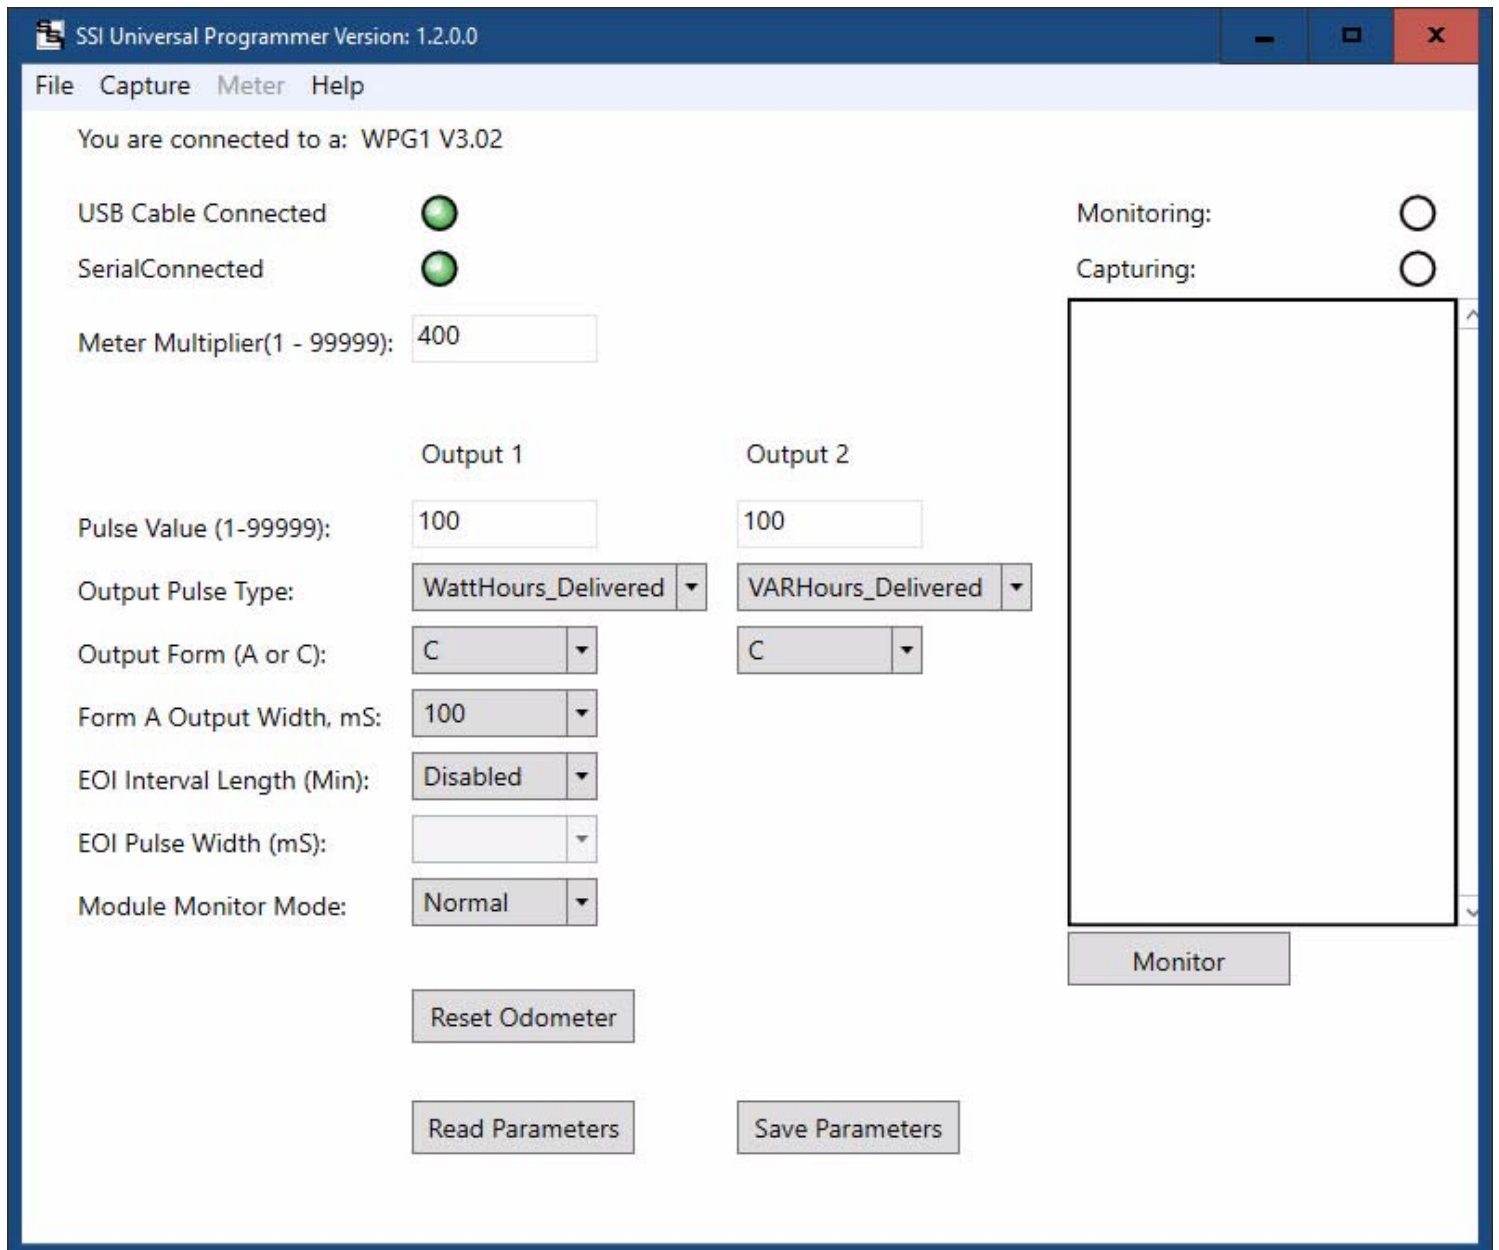 SSI Universal Programmer Version: 1.2.0.0
File Capture Meter Help
You are connected to a: WPG1 V3.02
USB Cable Connected
Monitoring:
SerialConnected
Capturing:
Meter Multiplier(1 - 99999): 400
Output 1 Output 2
Pulse Value (1-99999): 100 100
Output Pulse Type: WattHours_Delivered VARHours_Delivered
Output Form (A or C): C C
Form A Output Width, mS: 100
EOI Interval Length (Min): Disabled
EOI Pulse Width (mS):
Module Monitor Mode: Normal
Monitor
Reset Odometer
Read Parameters Save Parameters